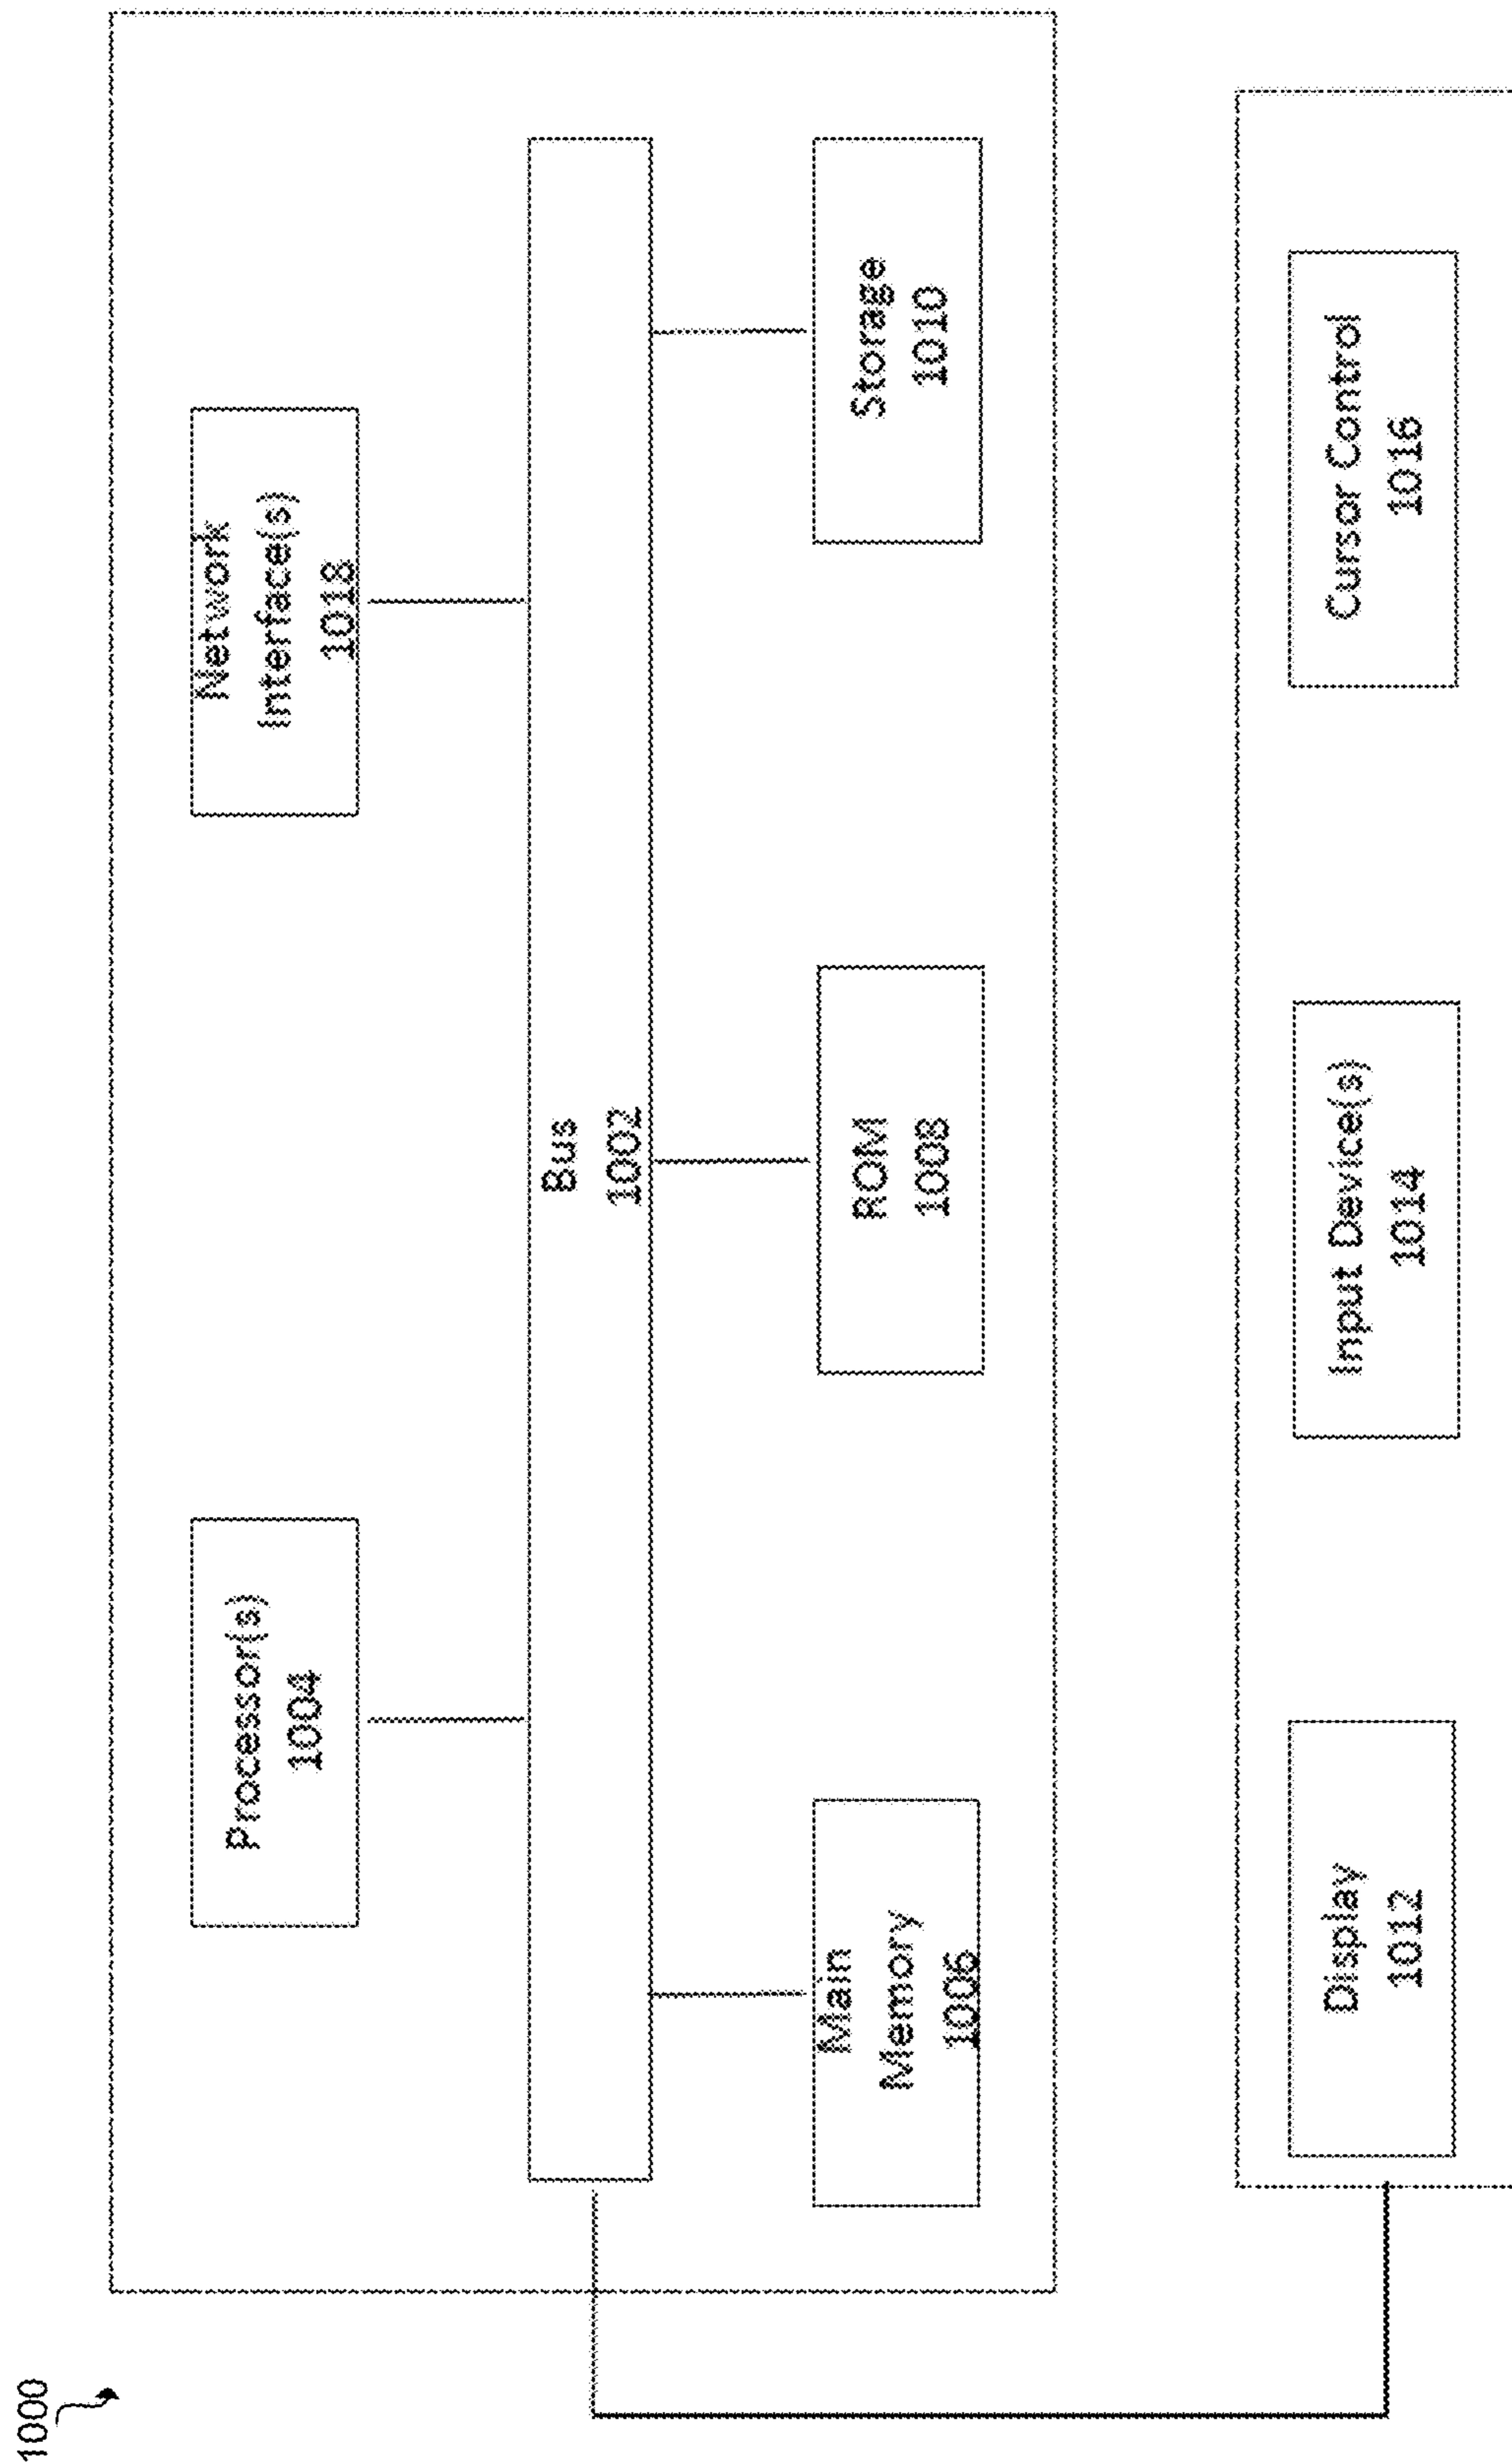 1000
Processor(s)
1004
Network
Interface(s)
1018
Bus
1002
Main
Memory
1006
ROM
1008
Storage
1010
Display
1012
Input Device(s)
1014
Cursor Control
1016